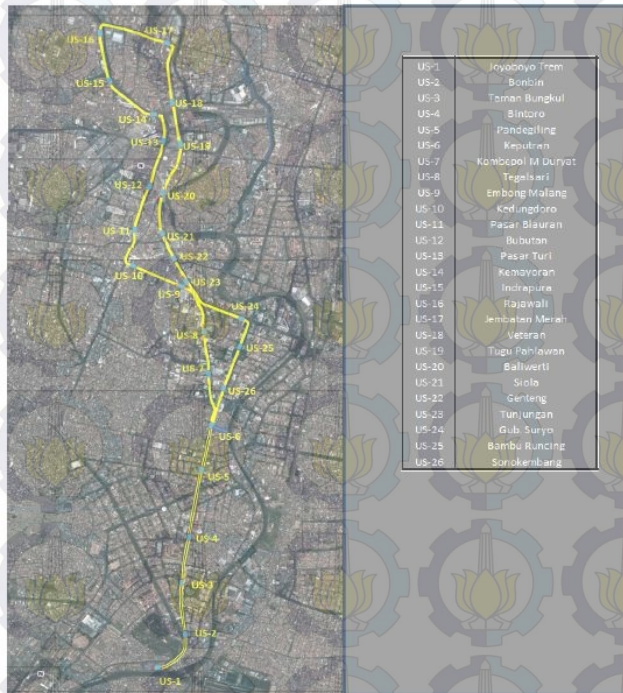 US-16
US-17
US-15
US-18
US-14
US-13
US-19
US-12
US-20
US-11
US-21
US-22
US-10
US-23
US-9
US-24
US-8
US-25
US-7
US-26
US-6
US-5
US-4
US-3
US-2
US-1
US-1 Joyoboyo Trem
US-2 Bonbin
US-3 Taman Bungkul
US-4 Bintoro
US-5 Pandegiling
US-6 Keputran
US-7 Kombepol M Duryat
US-8 Tegalsari
US-9 Embong Malang
US-10 Kedungdoro
US-11 Pasar Blauran
US-12 Bubutan
US-13 Pasar Turi
US-14 Kemayoran
US-15 Indrapura
US-16 Rajawali
US-17 Jembatan Merah
US-18 Veteran
US-19 Tugu Pahlawan
US-20 Baliwerti
US-21 Siola
US-22 Genteng
US-23 Tunjungan
US-24 Gub. Suryo
US-25 Bambu Runcing
US-26 Sonokembang